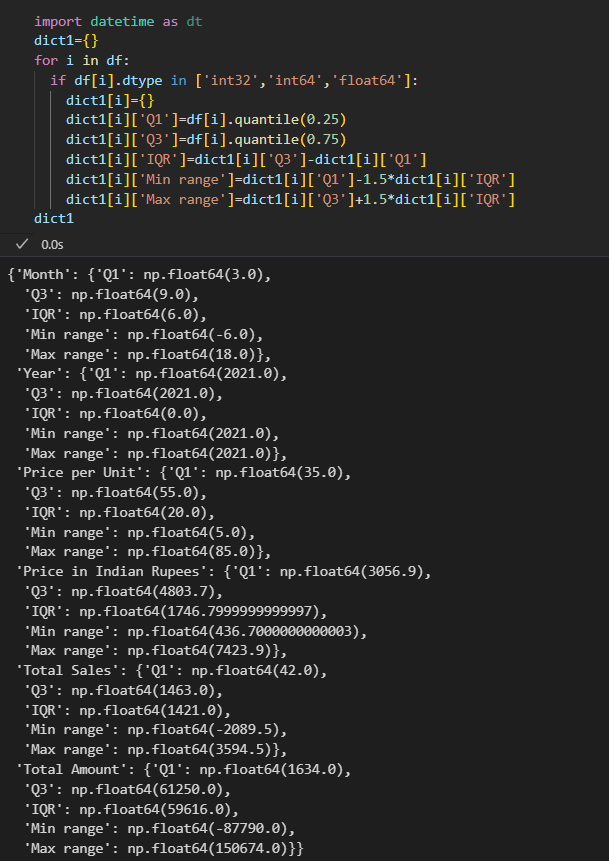 import datetime as dt
dict1={}
for i in df:
  if df[i].dtype in ['int32','int64','float64']:
    dict1[i]={}
    dict1[i]['Q1']=df[i].quantile(0.25)
    dict1[i]['Q3']=df[i].quantile(0.75)
    dict1[i]['IQR']=dict1[i]['Q3']-dict1[i]['Q1']
    dict1[i]['Min range']=dict1[i]['Q1']-1.5*dict1[i]['IQR']
    dict1[i]['Max range']=dict1[i]['Q3']+1.5*dict1[i]['IQR']
dict1
✓ 0.0s
{'Month': {'Q1': np.float64(3.0),
  'Q3': np.float64(9.0),
  'IQR': np.float64(6.0),
  'Min range': np.float64(-6.0),
  'Max range': np.float64(18.0)},
 'Year': {'Q1': np.float64(2021.0),
  'Q3': np.float64(2021.0),
  'IQR': np.float64(0.0),
  'Min range': np.float64(2021.0),
  'Max range': np.float64(2021.0)},
 'Price per Unit': {'Q1': np.float64(35.0),
  'Q3': np.float64(55.0),
  'IQR': np.float64(20.0),
  'Min range': np.float64(5.0),
  'Max range': np.float64(85.0)},
 'Price in Indian Rupees': {'Q1': np.float64(3056.9),
  'Q3': np.float64(4803.7),
  'IQR': np.float64(1746.7999999999997),
  'Min range': np.float64(436.7000000000003),
  'Max range': np.float64(7423.9)},
 'Total Sales': {'Q1': np.float64(42.0),
  'Q3': np.float64(1463.0),
  'IQR': np.float64(1421.0),
  'Min range': np.float64(-2089.5),
  'Max range': np.float64(3594.5)},
 'Total Amount': {'Q1': np.float64(1634.0),
  'Q3': np.float64(61250.0),
  'IQR': np.float64(59616.0),
  'Min range': np.float64(-87790.0),
  'Max range': np.float64(150674.0)}}